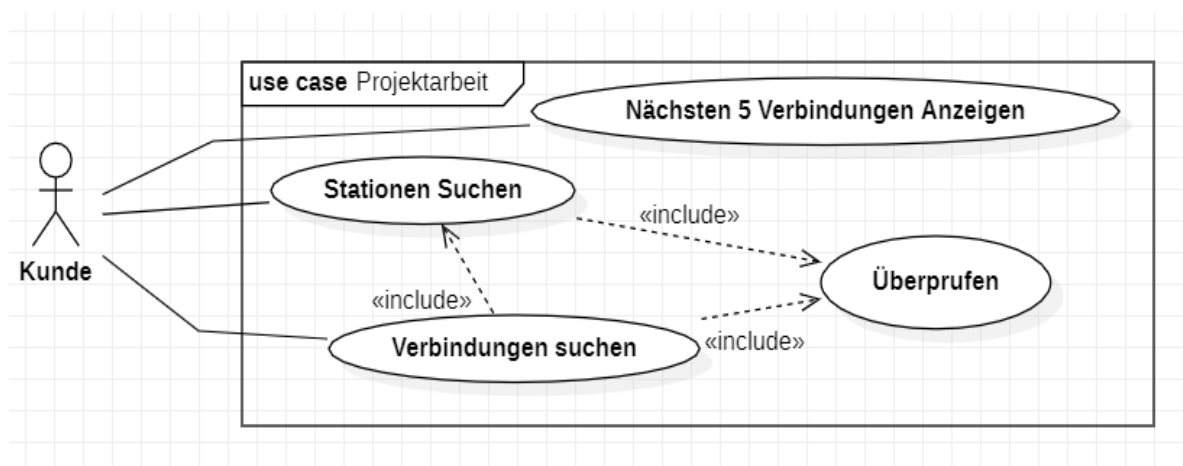 use case Projektarbeit
Nächsten 5 Verbindungen Anzeigen
Stationen Suchen
«include»
Kunde
Überprufen
«include»
Verbindungen suchen
«include»